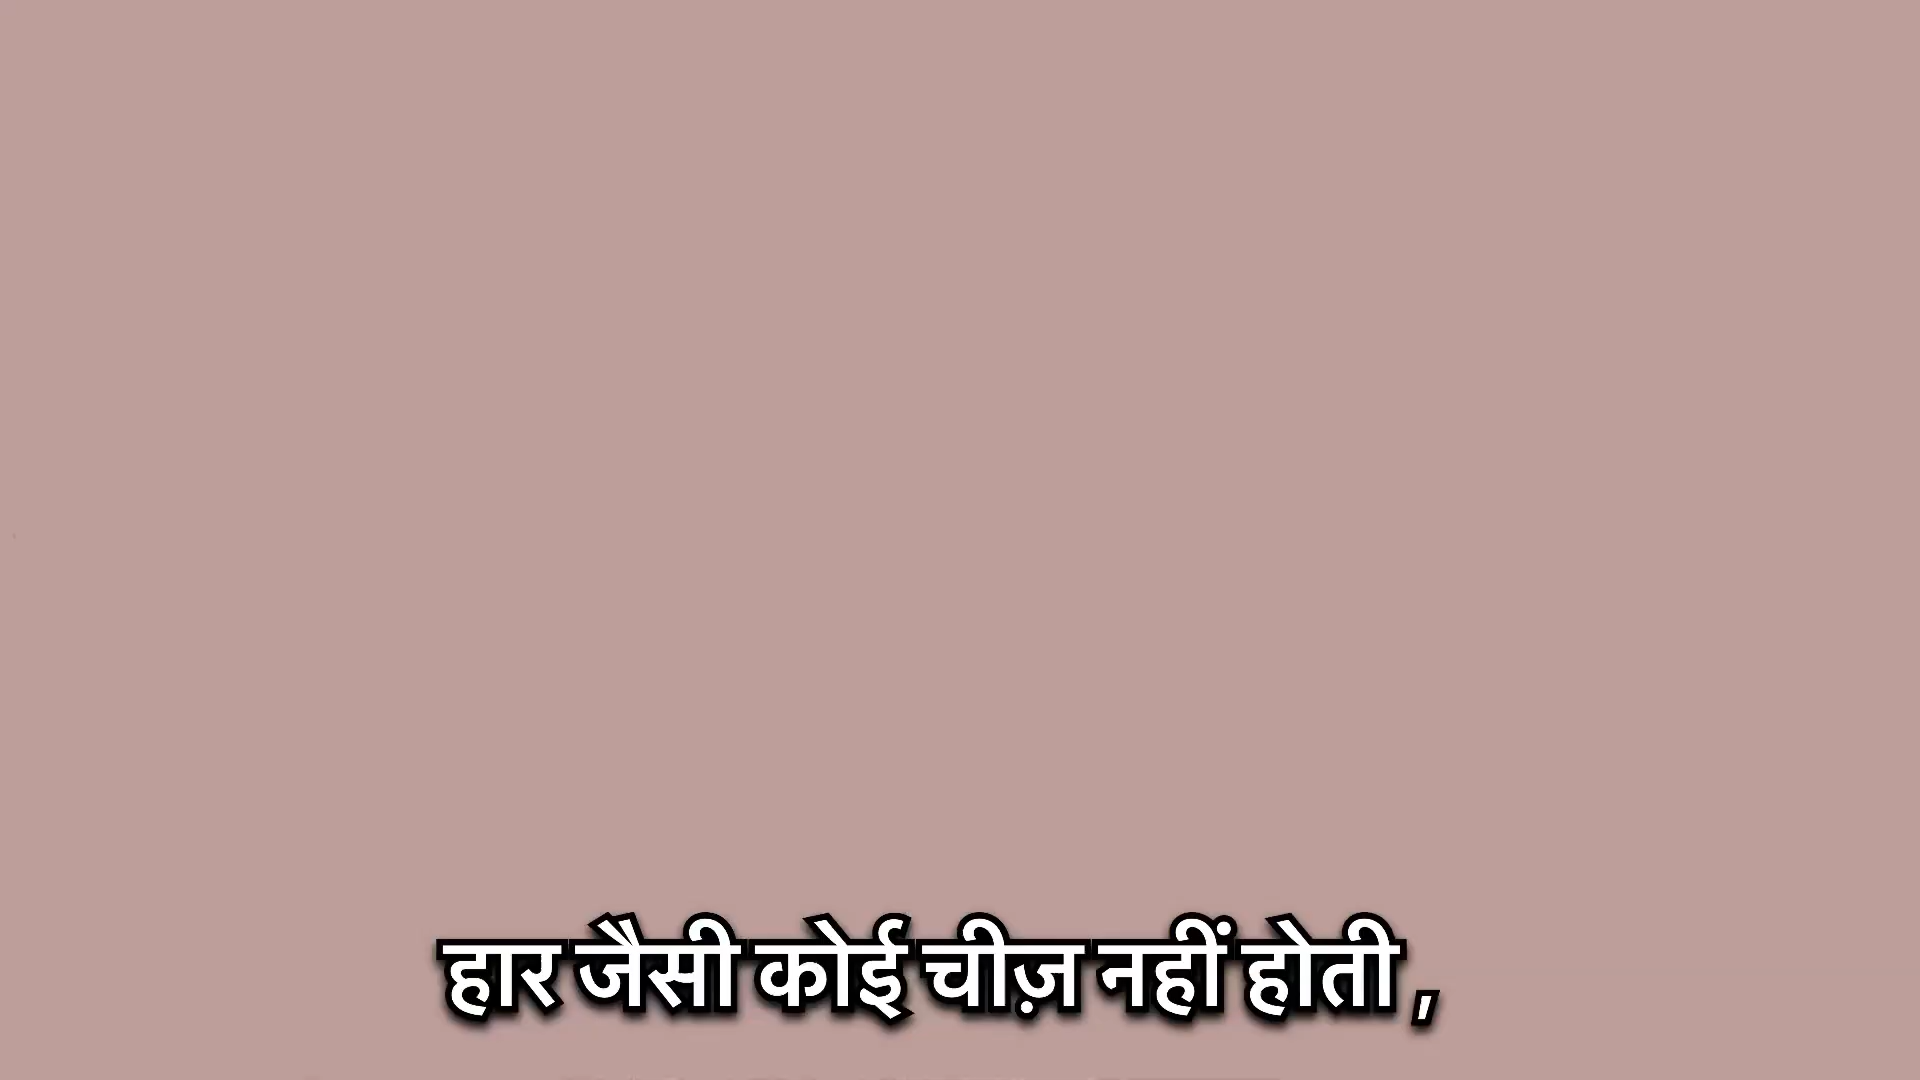 हार जैसी कोई चीज़ नहीं होती ,